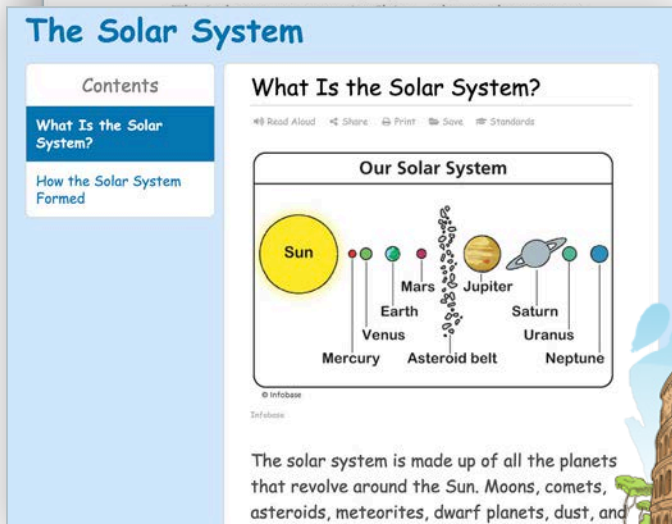 The Solar System
Contents
What Is the Solar
System?
How the Solar System
Formed
What Is the Solar System?
Read Aloud Share Print Save Standards
Our Solar System
Sun
Mars Jupiter
Earth Saturn
Venus Uranus
Mercury Asteroid belt Neptune
© Infobase
Infobase
The solar system is made up of all the planets
that revolve around the Sun. Moons, comets,
asteroids, meteorites, dwarf planets, dust, and